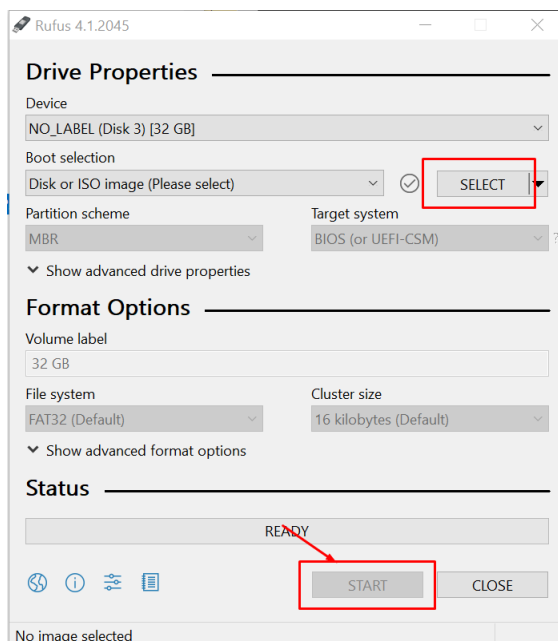 Rufus 4.1.2045
Drive Properties
Device
NO_LABEL (Disk 3) [32 GB]
Boot selection
Disk or ISO image (Please select)
SELECT
Partition scheme
Target system
MBR
BIOS (or UEFI-CSM)
?
Show advanced drive properties
Format Options
Volume label
32 GB
File system
Cluster size
FAT32 (Default)
16 kilobytes (Default)
Show advanced format options
Status
READY
START
CLOSE
No image selected